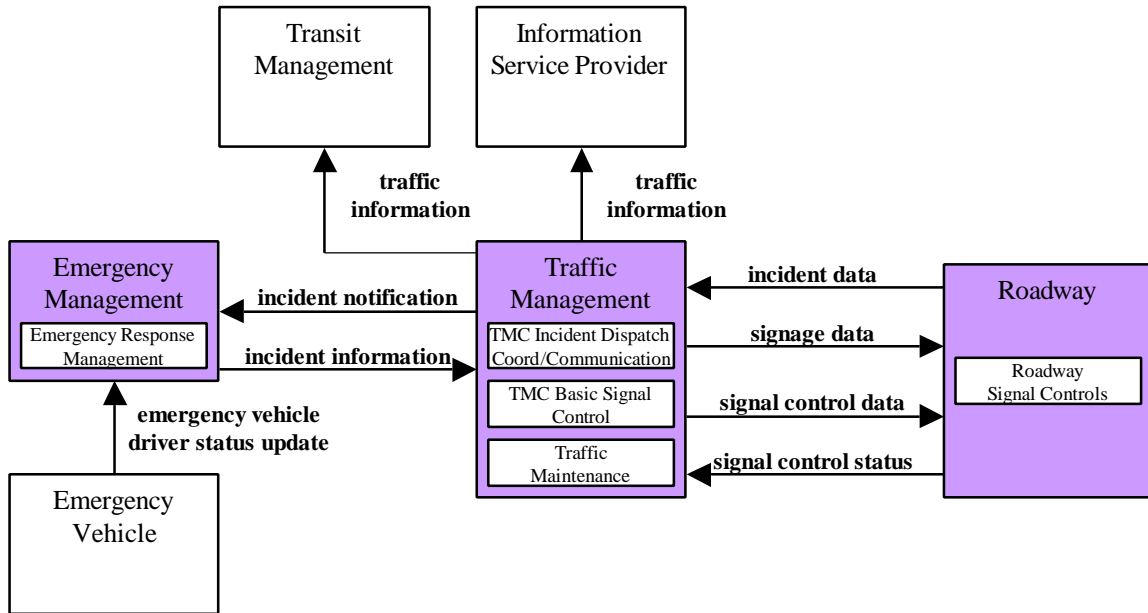 Transit
Management
Information
Service Provider
traffic
information
traffic
information
Emergency
Management
Emergency Response
Management
incident notification
incident information
Traffic
Management
TMC Incident Dispatch
Coord/Communication
TMC Basic Signal
Control
Traffic
Maintenance
incident data
signage data
signal control data
signal control status
Roadway
Roadway
Signal Controls
emergency vehicle
driver status update
Emergency
Vehicle